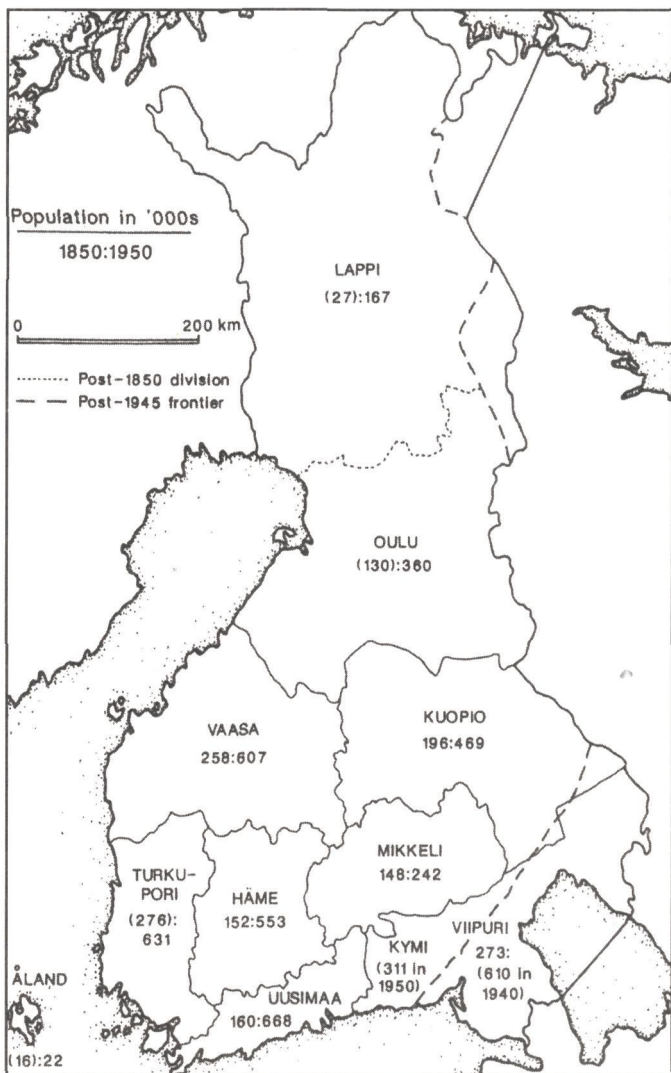 Population in '000s
1850:1950
0 200 km
Post-1850 division
Post-1945 frontier
LAPPI
(27):167
OULU
(130):360
VAASA
258:607
KUOPIO
196:469
MIKKELI
148:242
TURKU-
PORI
(276):
631
HÄME
152:553
KYMI
(311 in
1950)
VIIPURI
273:
(610 in
1940)
UUSIMAA
160:668
ÅLAND
(16):22